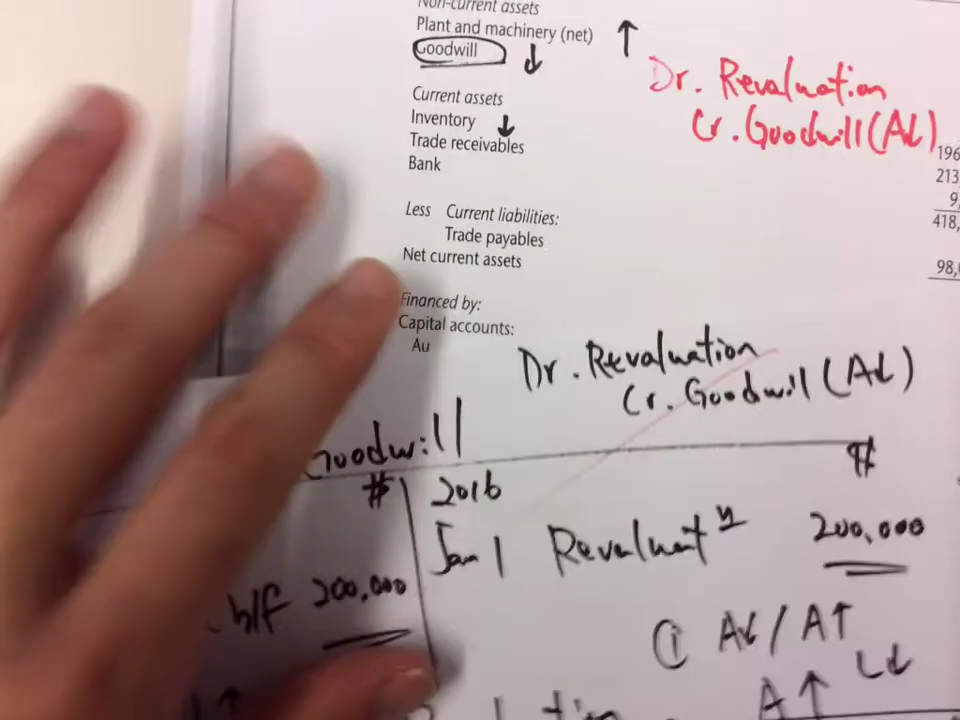 Non-current assets
Plant and machinery (net) ↑
Goodwill ↓
Dr. Revaluation
Cr. Goodwill (A↓)
Current assets
Inventory ↓
Trade receivables
Bank
196
213,
9,
418,
Less Current liabilities:
Trade payables
Net current assets
98,
Financed by:
Capital accounts:
Au
Dr. Revaluation
Cr. Goodwill (A↓)
Goodwill
$ 2016 $
Jan 1 Revaluatⁿ 200,000
b/f 200,000
① A↓ / A↑
A↑ L↓